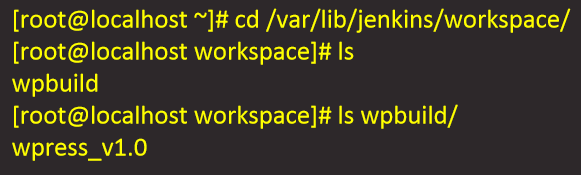 [root@localhost ~]# cd /var/lib/jenkins/workspace/
[root@localhost workspace]# ls
wpbuild
[root@localhost workspace]# ls wpbuild/
wpress_v1.0